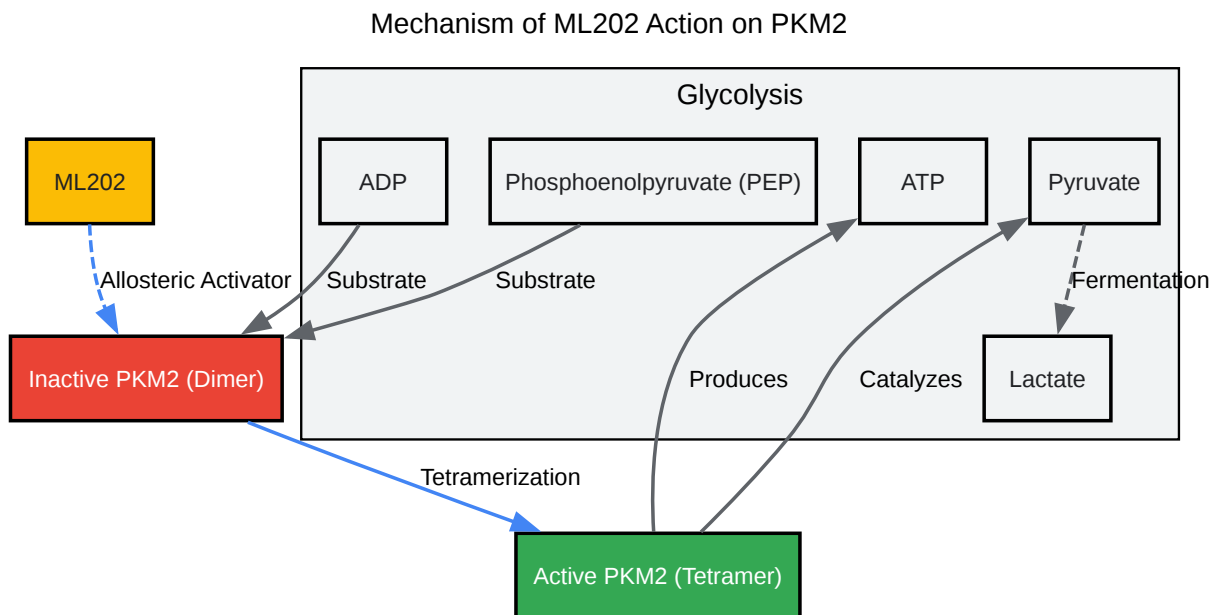 Mechanism of ML202 Action on PKM2
Glycolysis
ML202
ADP
Phosphoenolpyruvate (PEP)
ATP
Pyruvate
Allosteric Activator
Substrate
Substrate
Fermentation
Inactive PKM2 (Dimer)
Produces
Catalyzes
Lactate
Tetramerization
Active PKM2 (Tetramer)